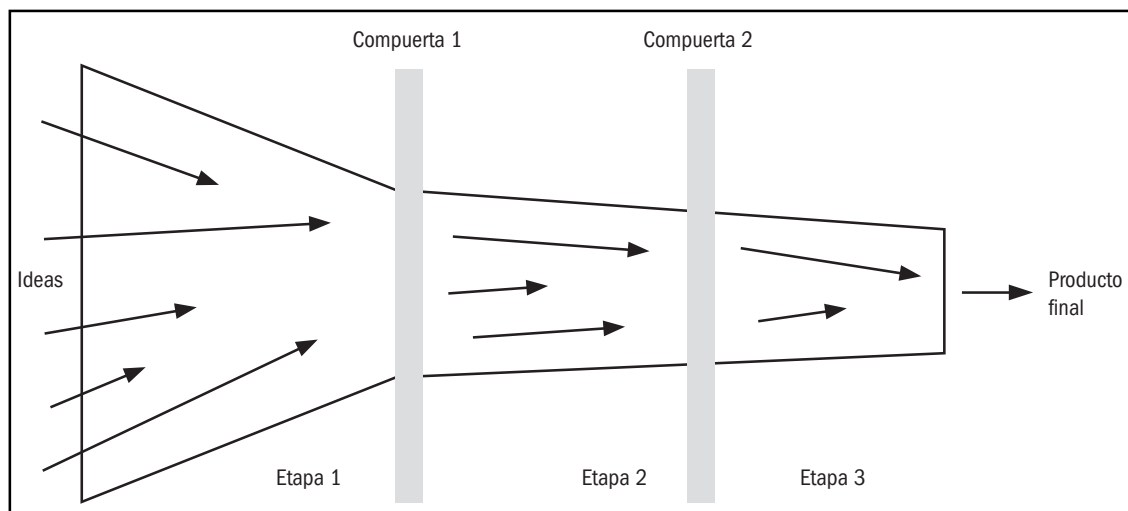 Compuerta 1
Compuerta 2
Ideas
Producto
final
Etapa 1
Etapa 2
Etapa 3